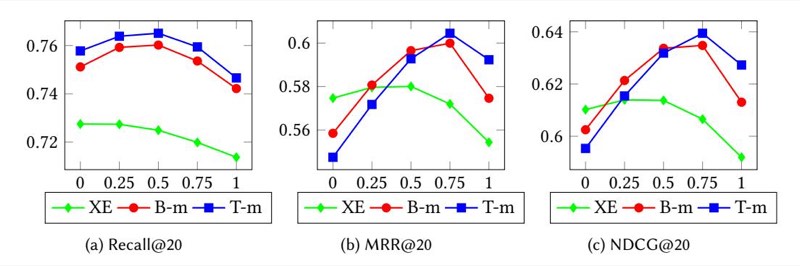 0.76
0.74
0.72
0 0.25 0.5 0.75 1
XE B-m T-m
(a) Recall@20
0.6
0.58
0.56
0 0.25 0.5 0.75 1
XE B-m T-m
(b) MRR@20
0.64
0.62
0.6
0 0.25 0.5 0.75 1
XE B-m T-m
(c) NDCG@20